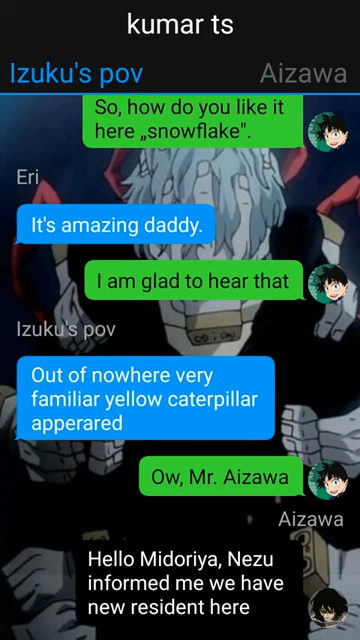 kumar ts
Izuku's pov Aizawa
So, how do you like it
here „snowflake".
Eri
It's amazing daddy.
I am glad to hear that
Izuku's pov
Out of nowhere very
familiar yellow caterpillar
apperared
Ow, Mr. Aizawa
Aizawa
Hello Midoriya, Nezu
informed me we have
new resident here